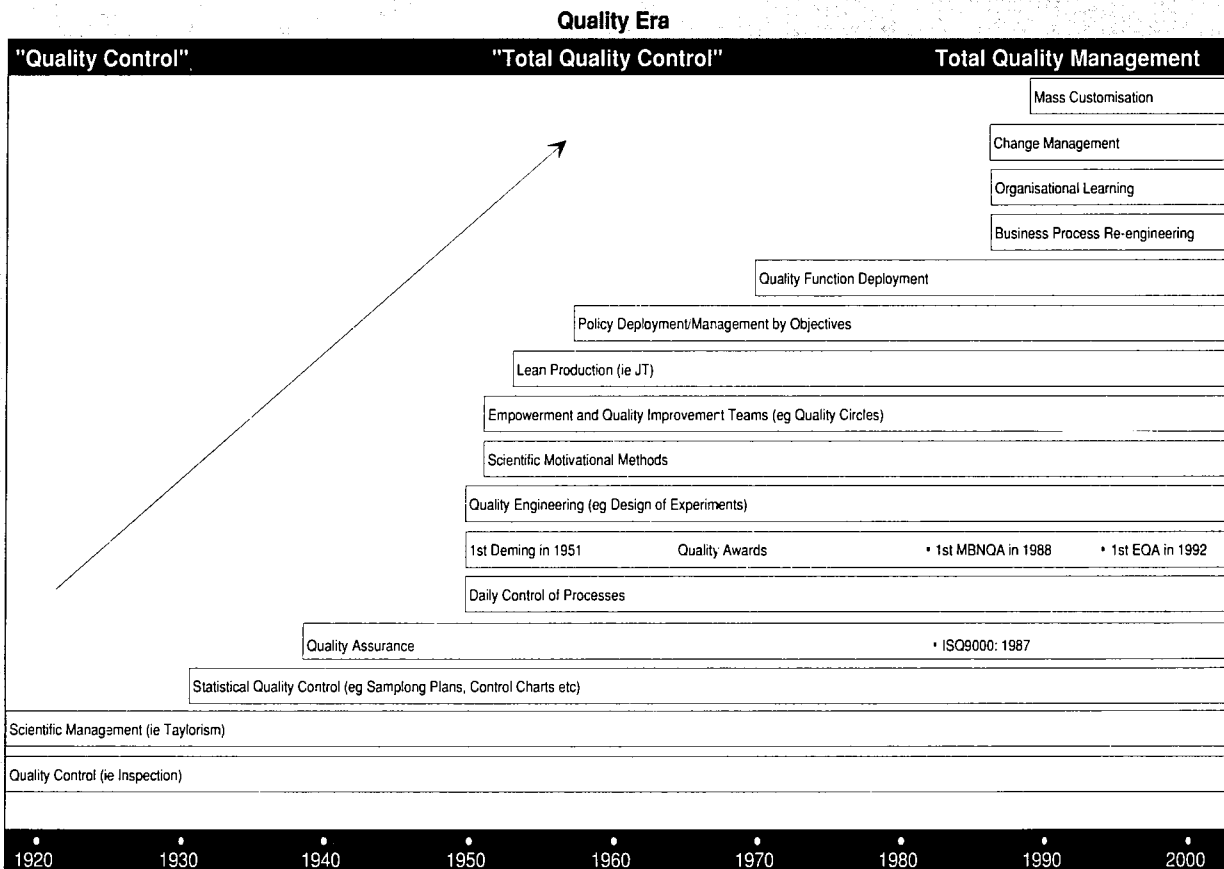 Quality Era
"Quality Control" "Total Quality Control" Total Quality Management
Mass Customisation
Change Management
Organisational Learning
Business Process Re-engineering
Quality Function Deployment
Policy Deployment/Management by Objectives
Lean Production (ie JT)
Empowerment and Quality Improvement Teams (eg Quality Circles)
Scientific Motivational Methods
Quality Engineering (eg Design of Experiments)
1st Deming in 1951 Quality Awards • 1st MBNQA in 1988 • 1st EQA in 1992
Daily Control of Processes
Quality Assurance • ISO9000: 1987
Statistical Quality Control (eg Samplong Plans, Control Charts etc)
Scientific Management (ie Taylorism)
Quality Control (ie Inspection)
1920 1930 1940 1950 1960 1970 1980 1990 2000